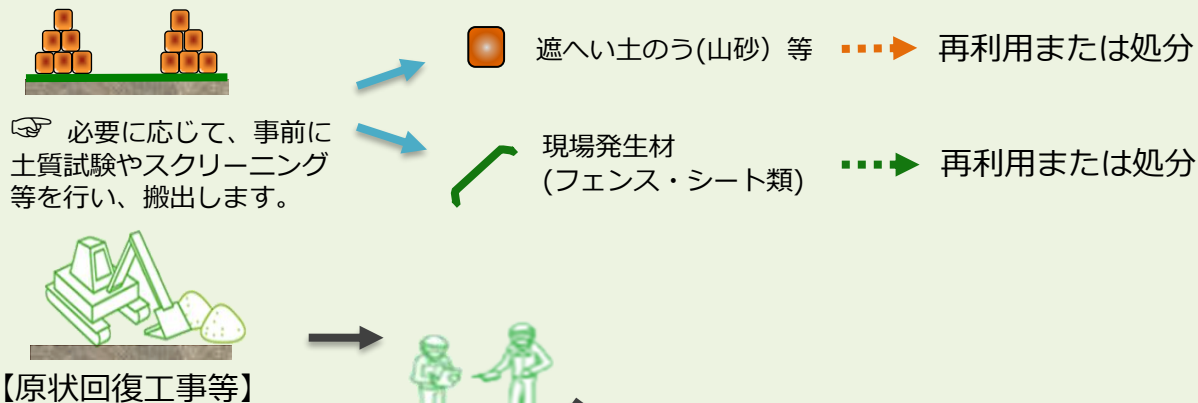 遮へい土のう(山砂）等
再利用または処分
☞ 必要に応じて、事前に
土質試験やスクリーニング
等を行い、搬出します。
現場発生材
(フェンス・シート類)
再利用または処分
【原状回復工事等】